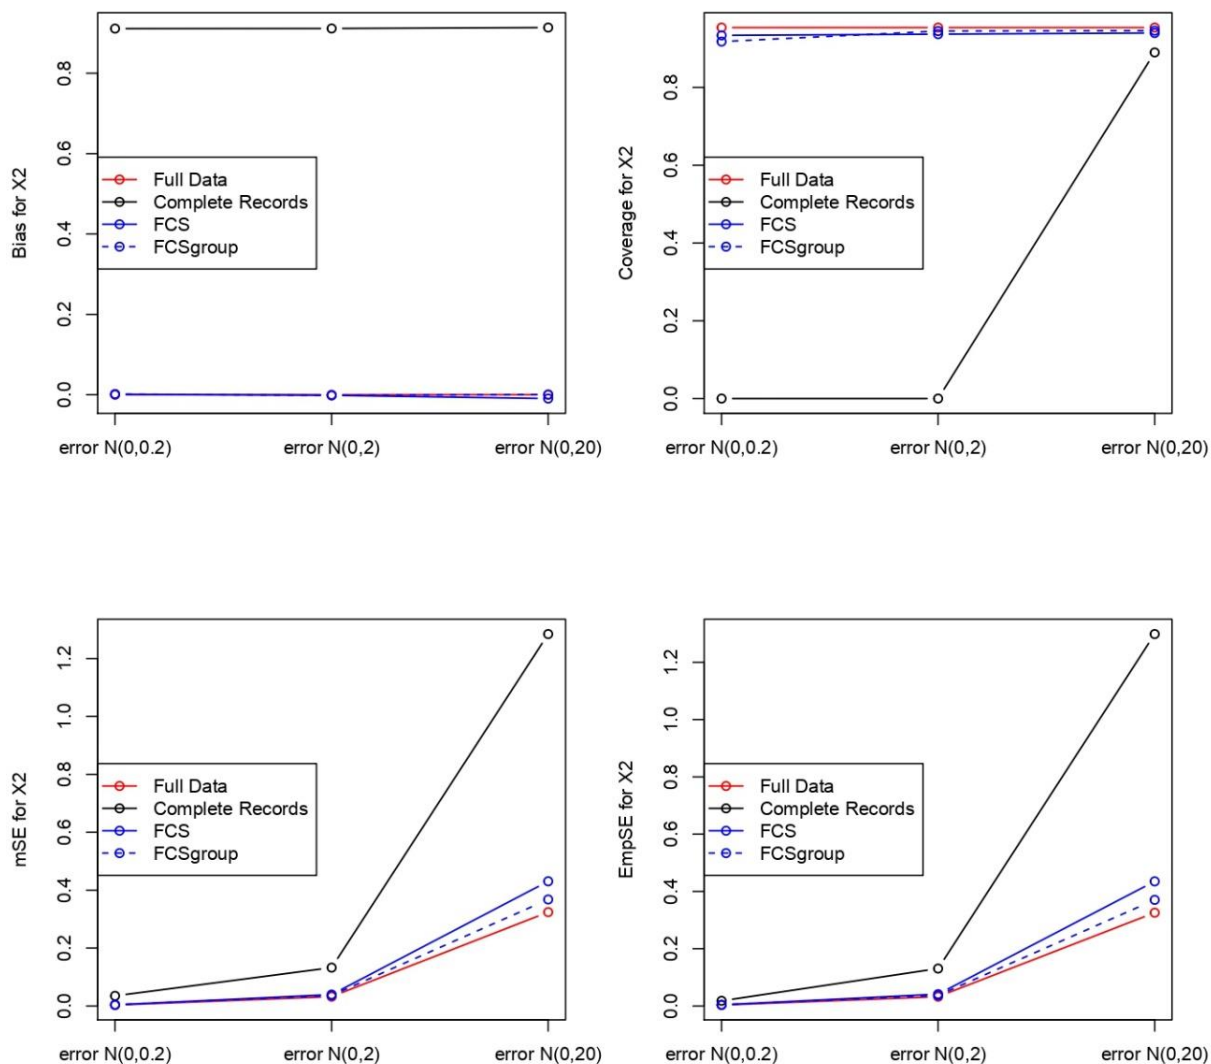 Bias for X2
0.8
0.6
0.4
0.2
0.0
Full Data
Complete Records
FCS
FCSgroup
error N(0,0.2)
error N(0,2)
error N(0,20)
Coverage for X2
0.8
0.6
0.4
0.2
0.0
Full Data
Complete Records
FCS
FCSgroup
error N(0,0.2)
error N(0,2)
error N(0,20)
mSE for X2
1.2
1.0
0.8
0.6
0.4
0.2
0.0
Full Data
Complete Records
FCS
FCSgroup
error N(0,0.2)
error N(0,2)
error N(0,20)
EmpSE for X2
1.2
1.0
0.8
0.6
0.4
0.2
0.0
Full Data
Complete Records
FCS
FCSgroup
error N(0,0.2)
error N(0,2)
error N(0,20)